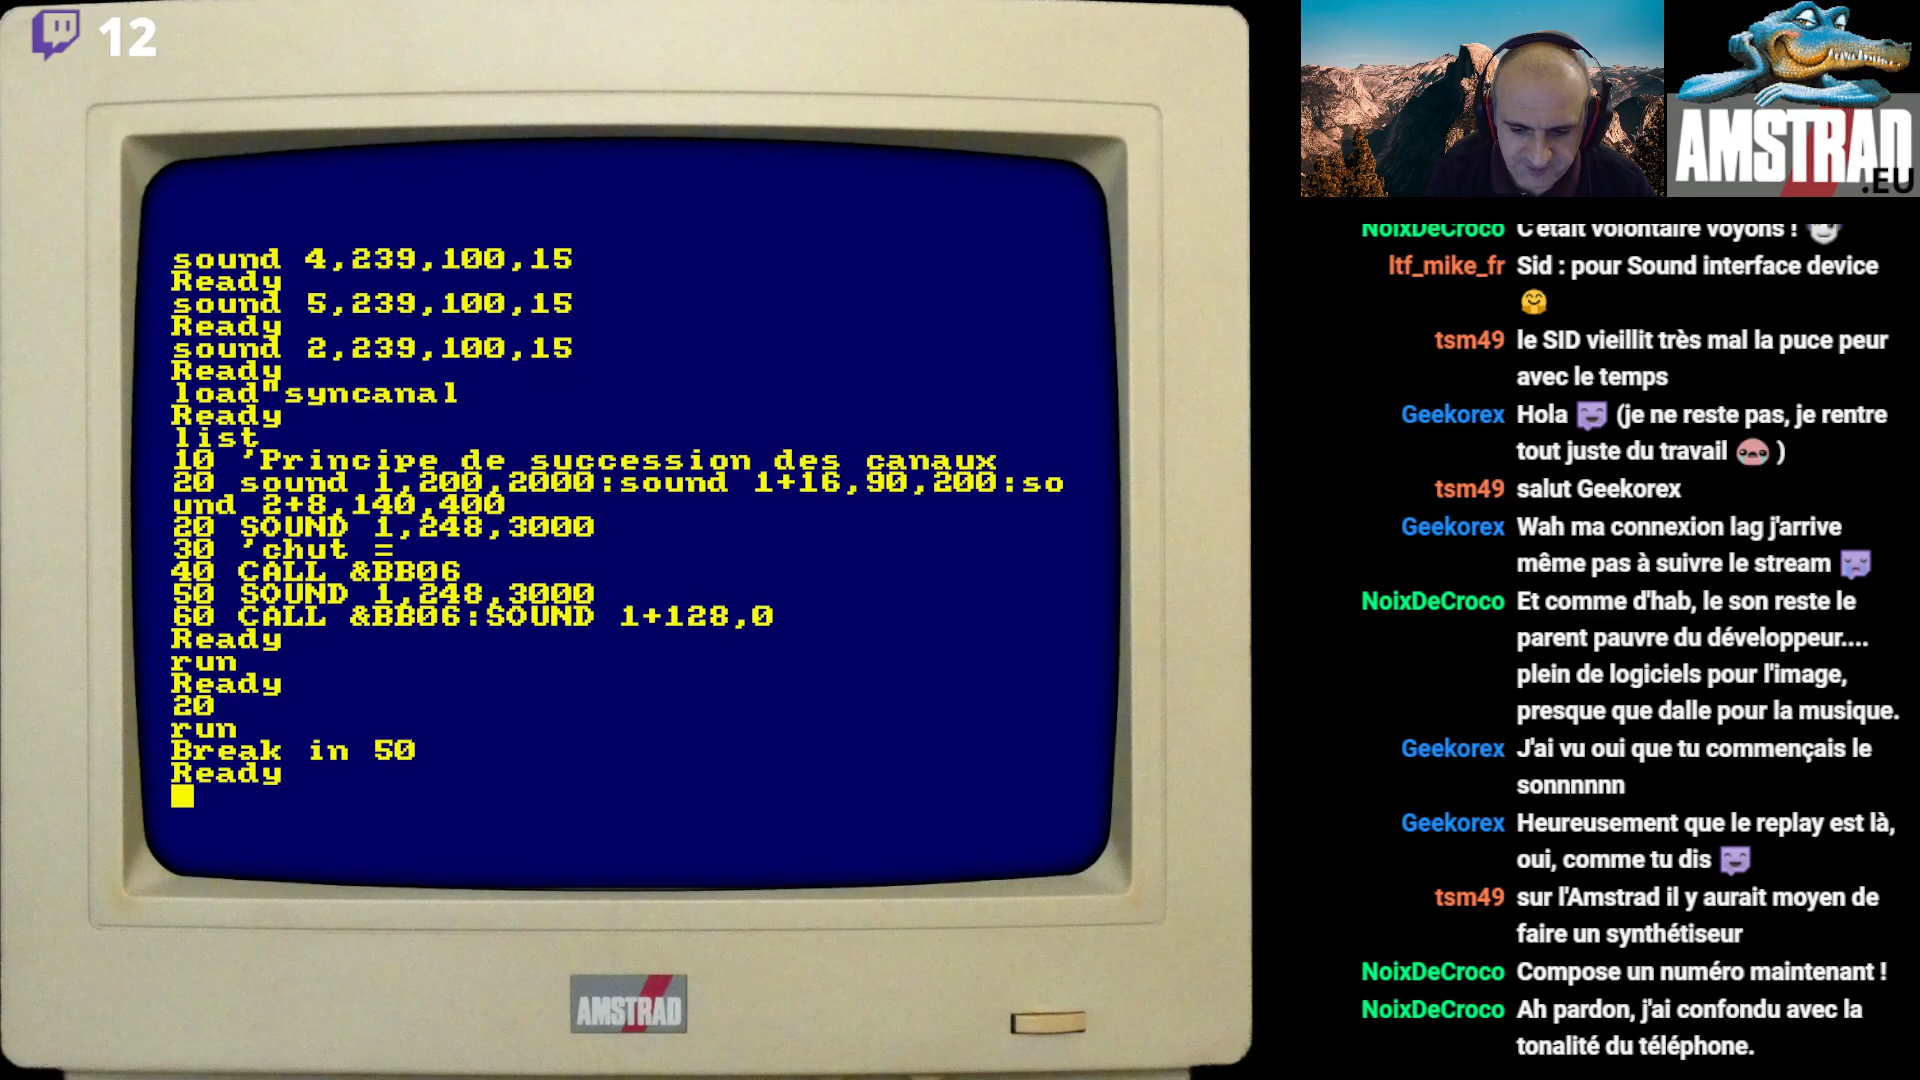 12
sound 4,239,100,15
Ready
sound 5,239,100,15
Ready
sound 2,239,100,15
Ready
load"syncanal
Ready
list
10 'Principe de succession des canaux
20 sound 1,200,2000:sound 1+16,90,200:so
und 2+8,140,400
20 SOUND 1,248,3000
30 'chut =
40 CALL &BB06
50 SOUND 1,248,3000
60 CALL &BB06:SOUND 1+128,0
Ready
run
Ready
20
run
Break in 50
Ready
AMSTRAD
AMSTRAD
.EU
NoixDeCroco C'était volontaire voyons !
ltf_mike_fr Sid : pour Sound interface device
tsm49 le SID vieillit très mal la puce peur
avec le temps
Geekorex Hola (je ne reste pas, je rentre
tout juste du travail )
tsm49 salut Geekorex
Geekorex Wah ma connexion lag j'arrive
même pas à suivre le stream
NoixDeCroco Et comme d'hab, le son reste le
parent pauvre du développeur....
plein de logiciels pour l'image,
presque que dalle pour la musique.
Geekorex J'ai vu oui que tu commençais le
sonnnnnn
Geekorex Heureusement que le replay est là,
oui, comme tu dis
tsm49 sur l'Amstrad il y aurait moyen de
faire un synthétiseur
NoixDeCroco Compose un numéro maintenant !
NoixDeCroco Ah pardon, j'ai confondu avec la
tonalité du téléphone.